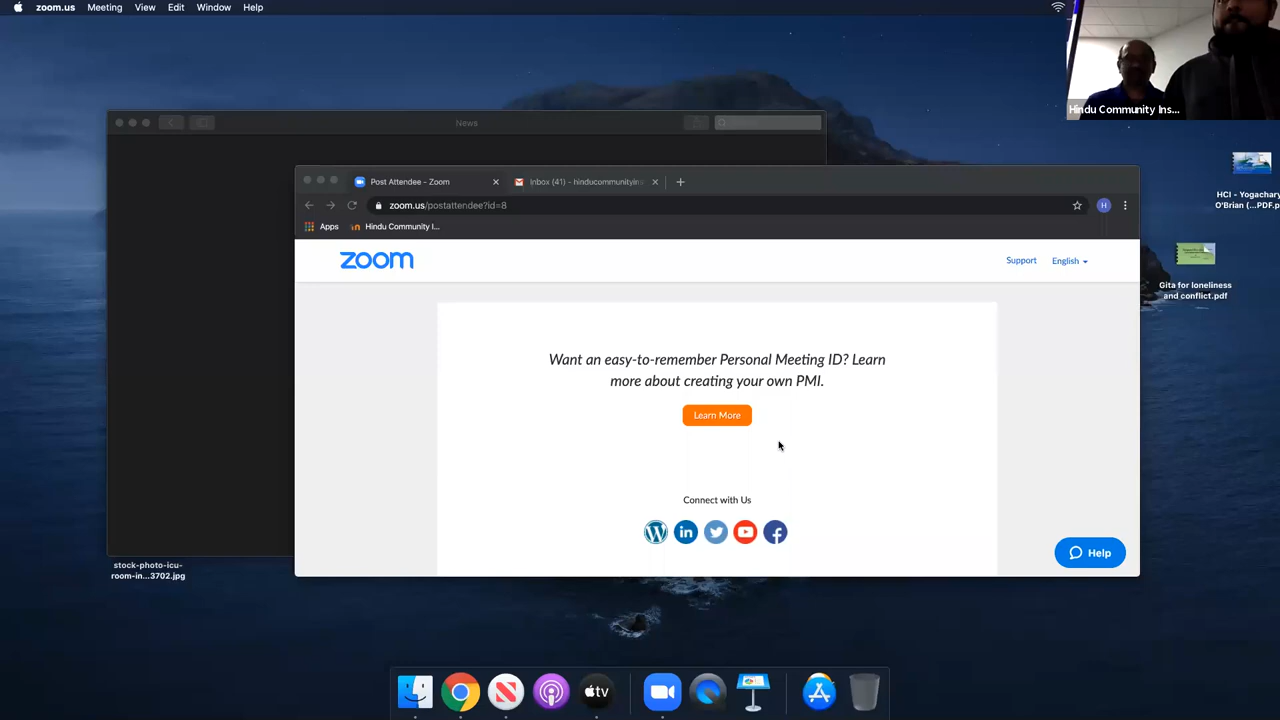 zoom.us Meeting View Edit Window Help
Hindu Community Ins...
News
Post Attendee - Zoom
Inbox (41) - hinducommunityin
zoom.us/postattendee?id=8
H
Apps
Hindu Community I...
zoom
Support
English
Want an easy-to-remember Personal Meeting ID? Learn
more about creating your own PMI.
Learn More
Connect with Us
Help
HCI - Yogachary
O'Brian (...PDF.p
Gita for loneliness
and conflict.pdf
stock-photo-icu-
room-in...3702.jpg
tv